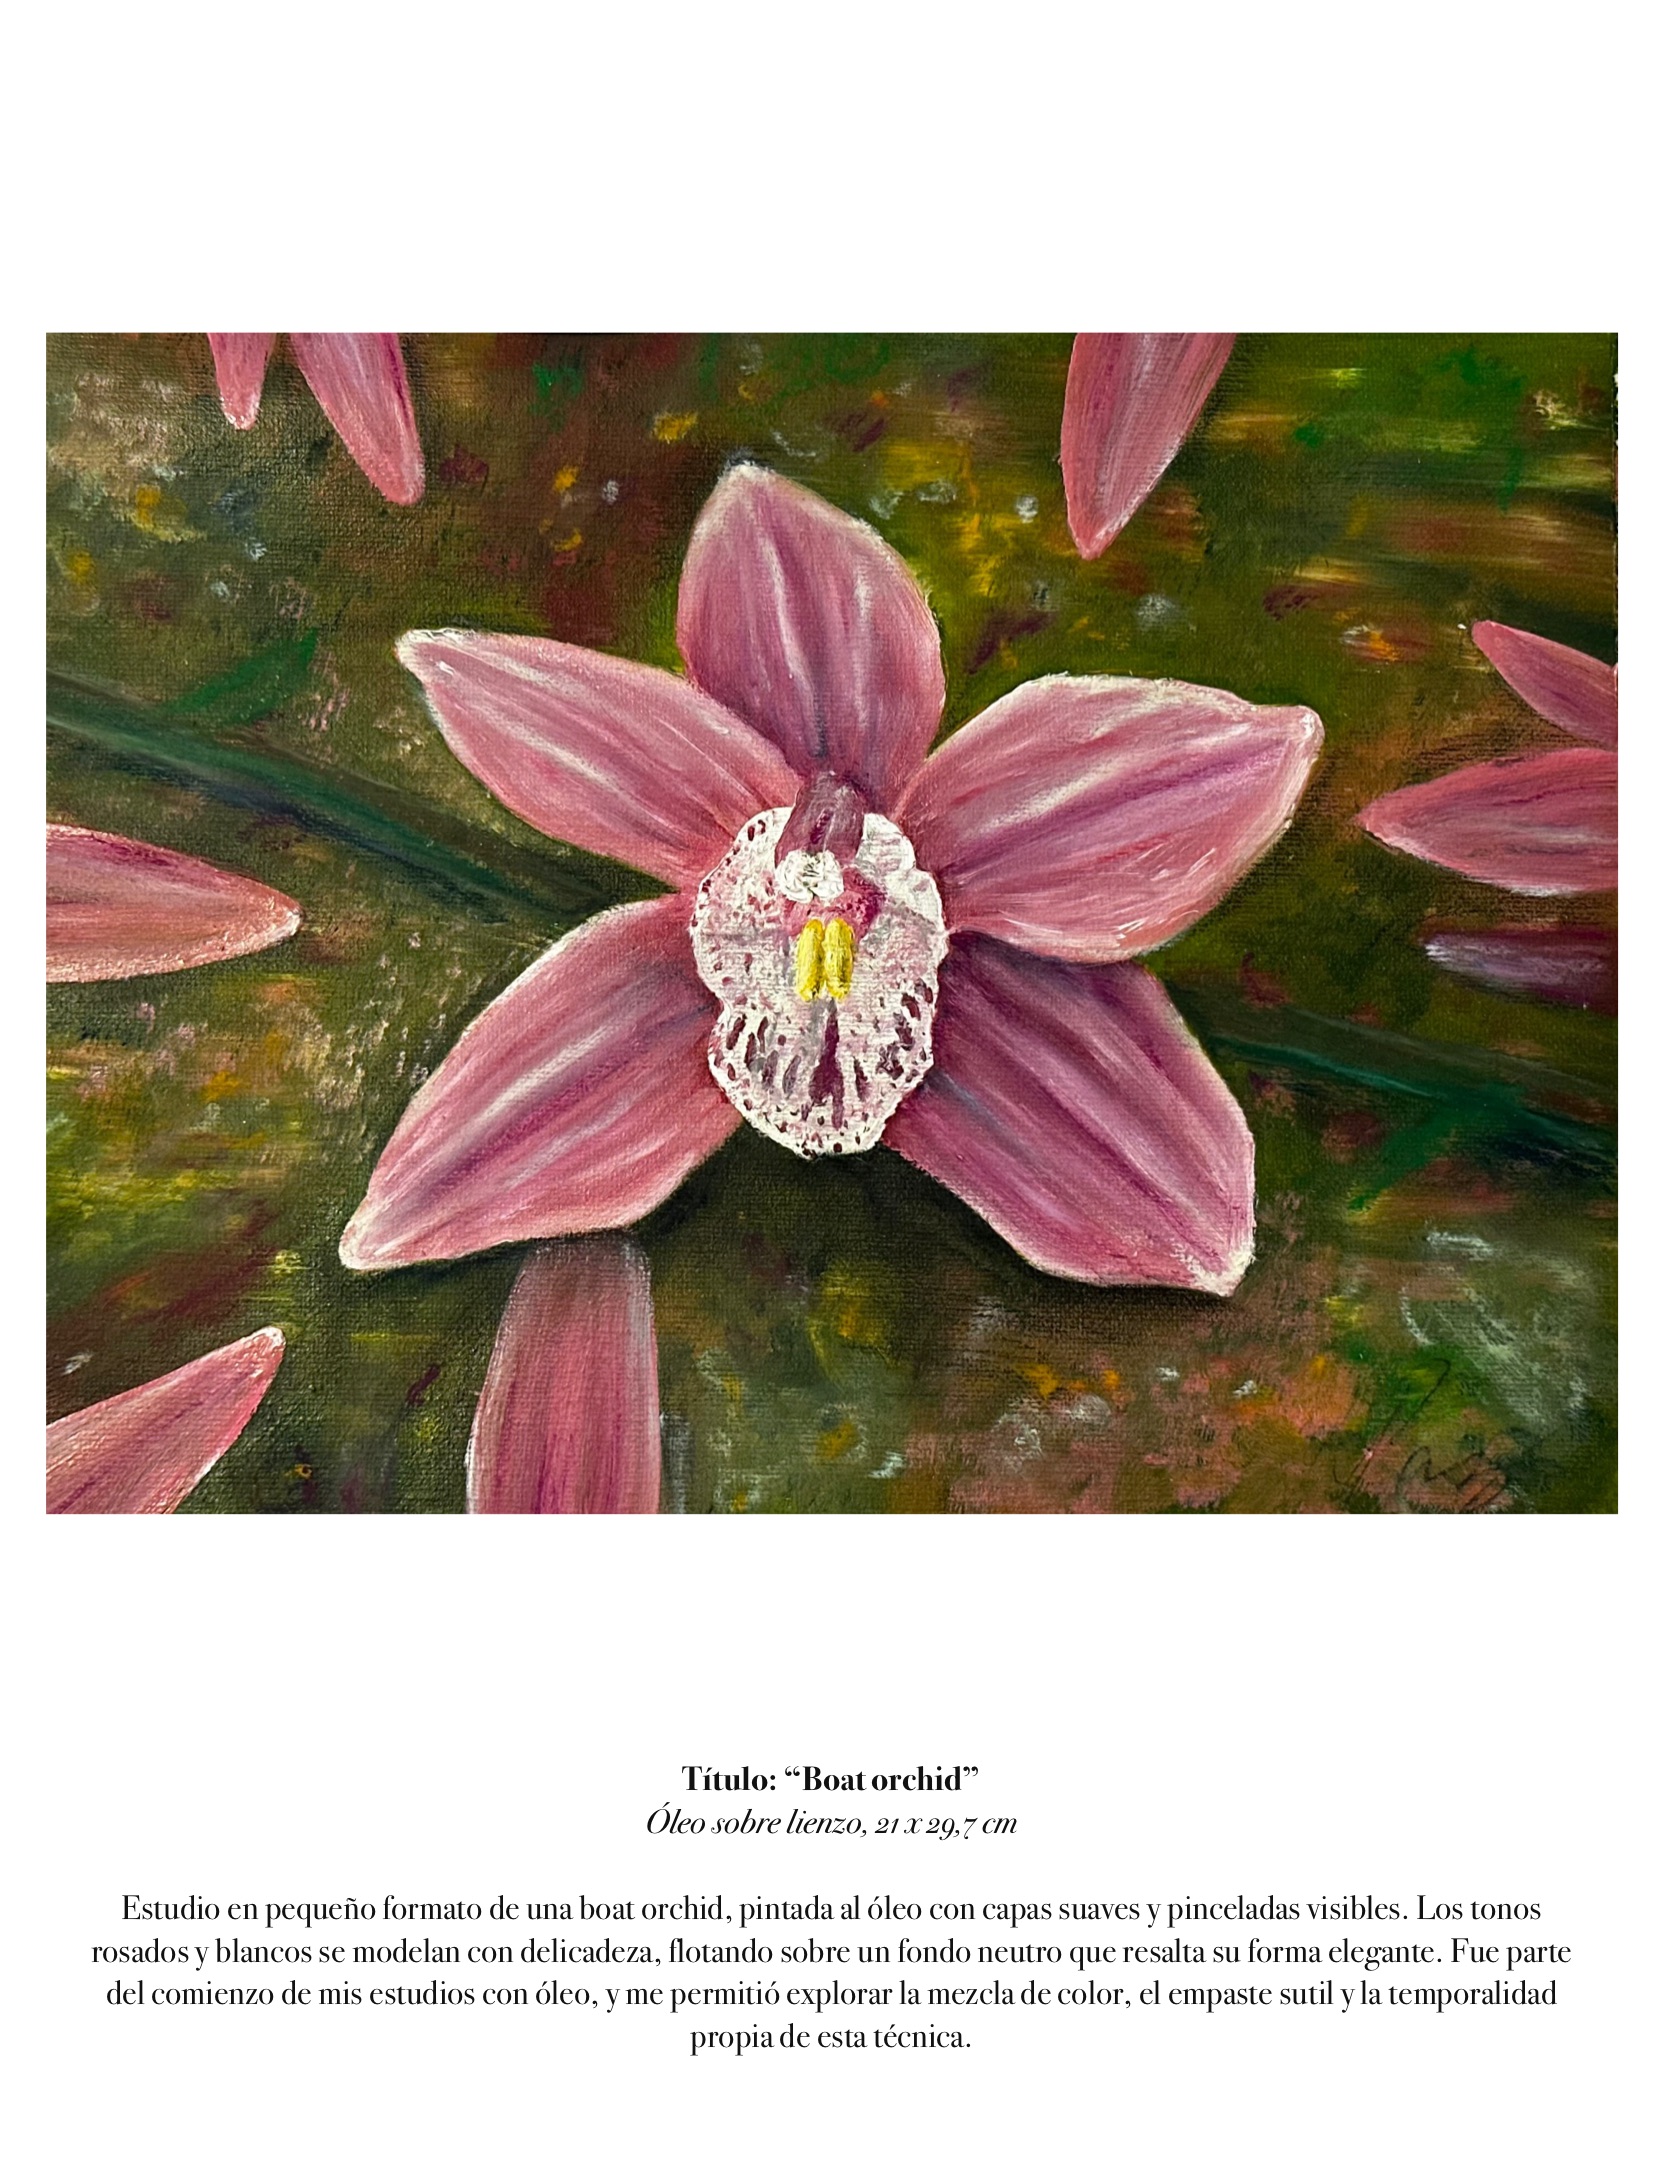 Título: “Boat orchid”
Óleo sobre lienzo, 21 x 29,7 cm
Estudio en pequeño formato de una boat orchid, pintada al óleo con capas suaves y pinceladas visibles. Los tonos
rosados y blancos se modelan con delicadeza, flotando sobre un fondo neutro que resalta su forma elegante. Fue parte
del comienzo de mis estudios con óleo, y me permitió explorar la mezcla de color, el empaste sutil y la temporalidad
propia de esta técnica.